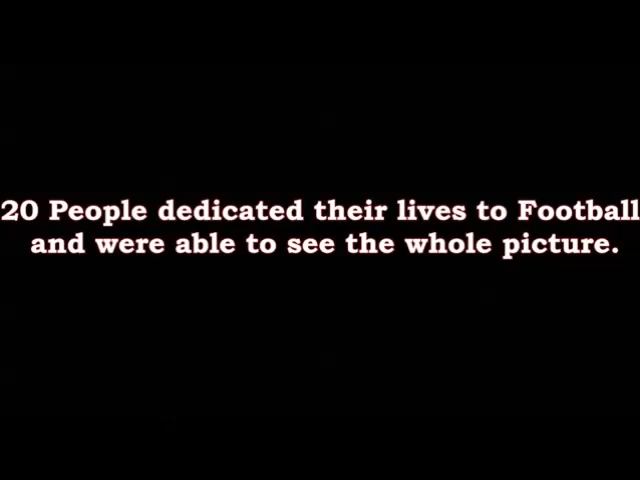 20 People dedicated their lives to Football
and were able to see the whole picture.